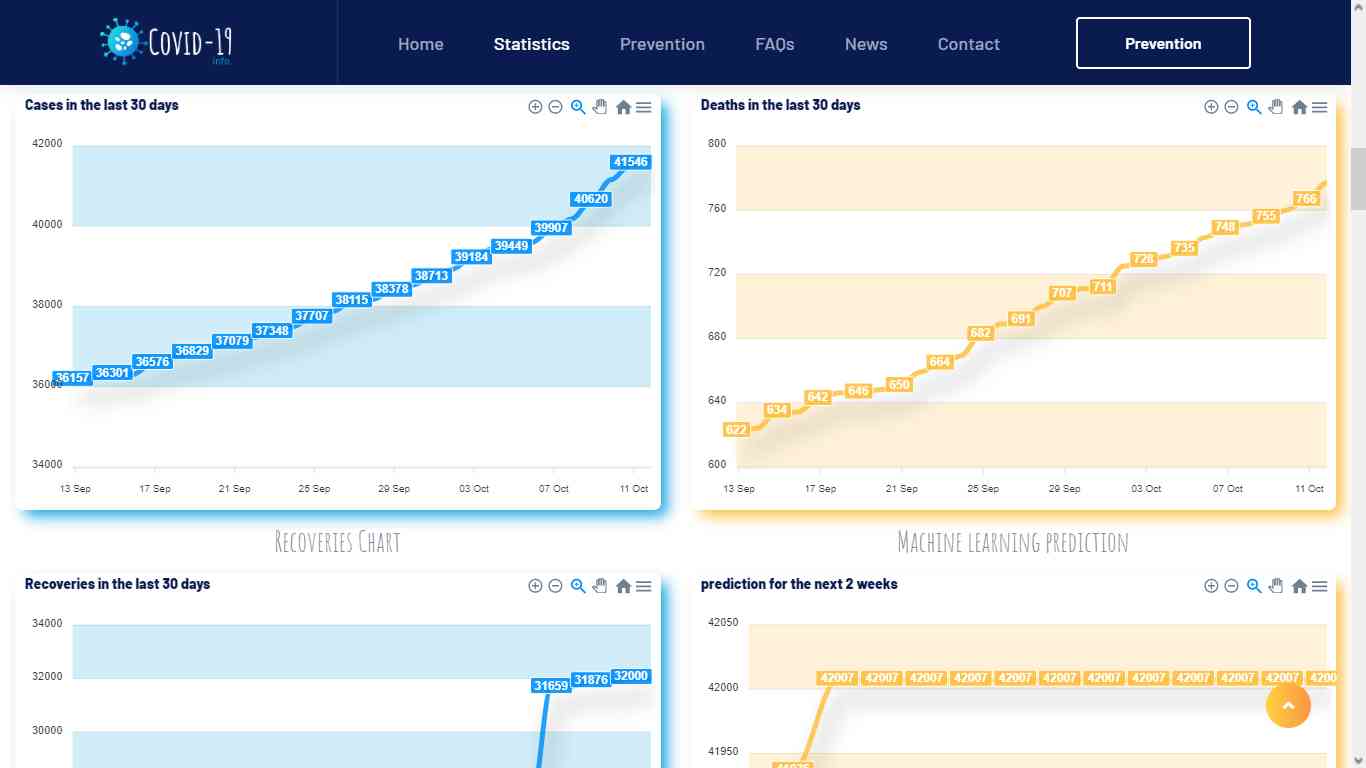 Covid-19
info.
Home
Statistics
Prevention
FAQs
News
Contact
Prevention
Cases in the last 30 days
42000
40000
38000
36000
34000
36157
36301
36576
36829
37079
37348
37707
38115
38378
38713
39184
39449
39907
40620
41546
13 Sep
17 Sep
21 Sep
25 Sep
29 Sep
03 Oct
07 Oct
11 Oct
Deaths in the last 30 days
800
760
720
680
640
600
622
634
642
646
650
664
682
691
707
711
728
735
748
755
766
13 Sep
17 Sep
21 Sep
25 Sep
29 Sep
03 Oct
07 Oct
11 Oct
Recoveries Chart
Machine learning prediction
Recoveries in the last 30 days
34000
32000
30000
31659
31876
32000
prediction for the next 2 weeks
42050
42000
41950
42007
42007
42007
42007
42007
42007
42007
42007
42007
42007
42007
4200